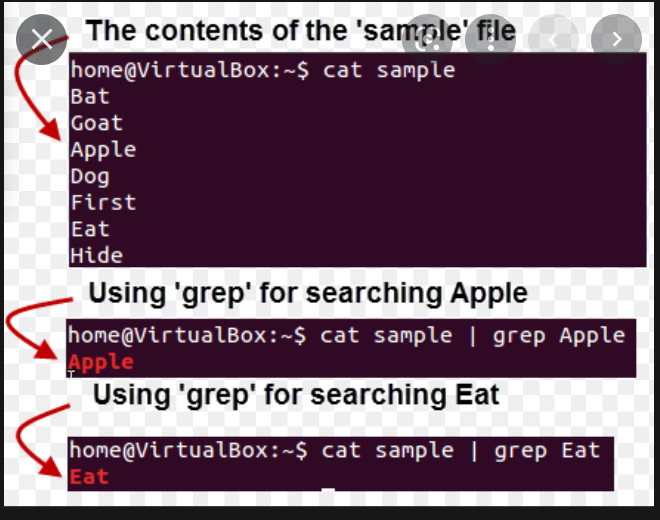 The contents of the 'sample' file
home@VirtualBox:~$ cat sample
Bat
Goat
Apple
Dog
First
Eat
Hide
Using 'grep' for searching Apple
home@VirtualBox:~$ cat sample | grep Apple
Apple
Using 'grep' for searching Eat
home@VirtualBox:~$ cat sample | grep Eat
Eat